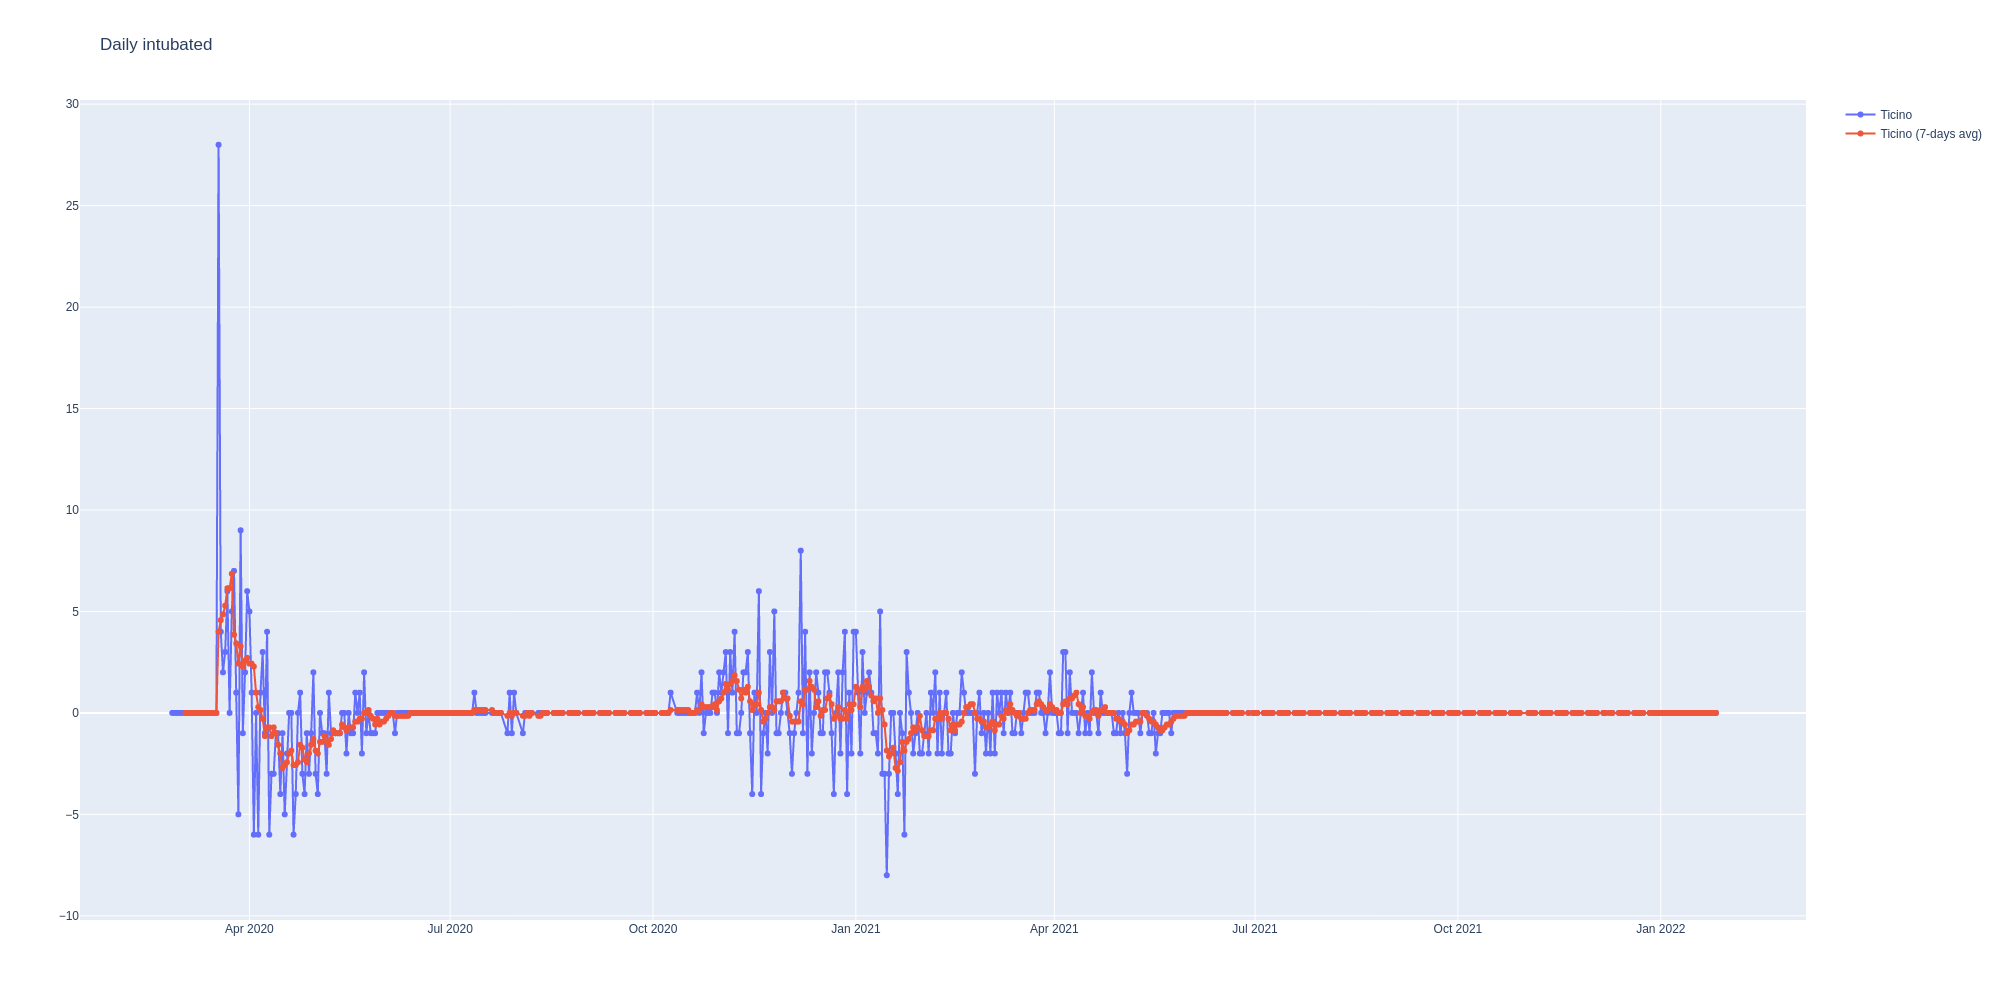 Daily intubated
Ticino
Ticino (7-days avg)
30
25
20
15
10
5
0
−5
−10
Apr 2020
Jul 2020
Oct 2020
Jan 2021
Apr 2021
Jul 2021
Oct 2021
Jan 2022